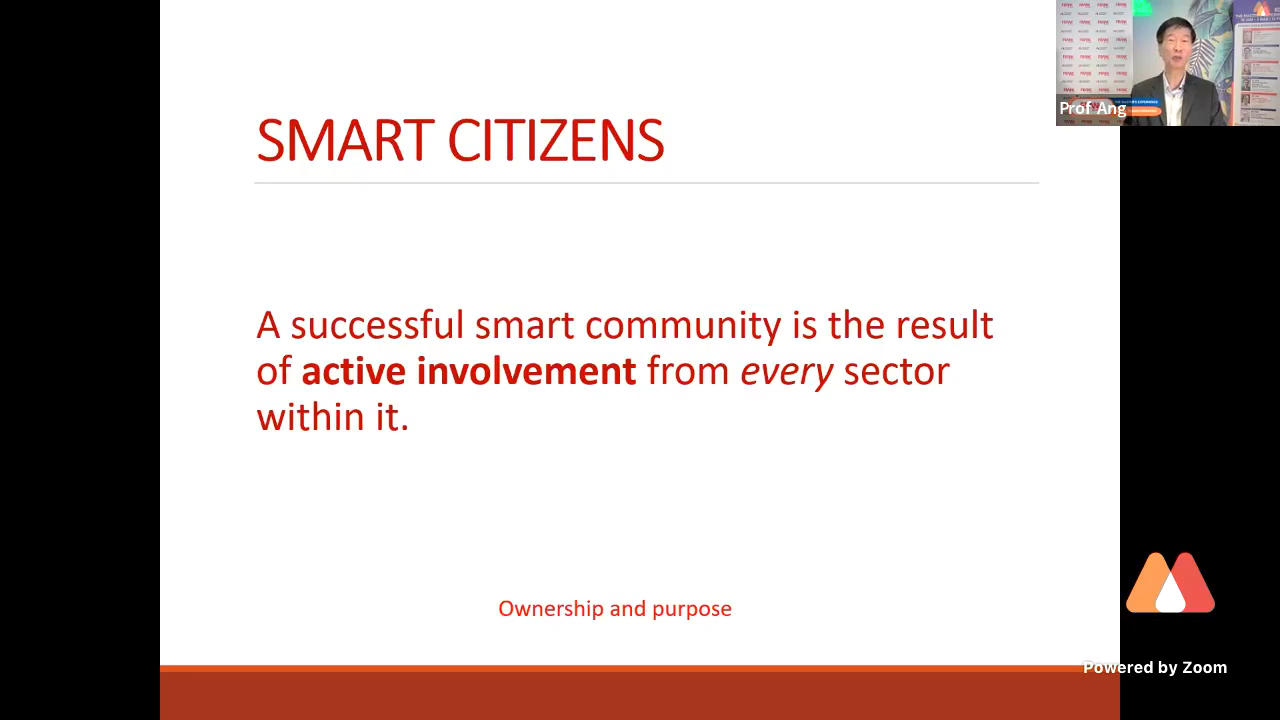 SMART CITIZENS
A successful smart community is the result
of active involvement from every sector
within it.
Ownership and purpose
Prof Ang
Powered by Zoom